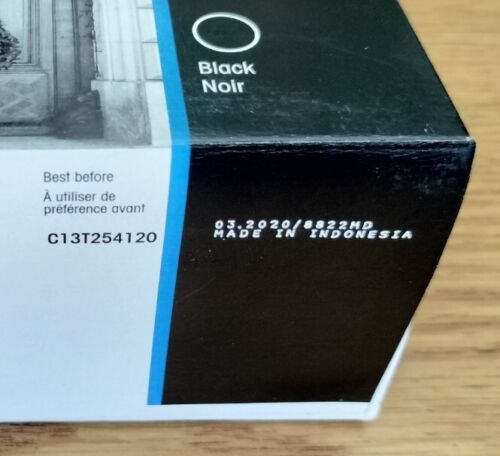 Black
Noir
Best before
À utiliser de
préférence avant
C13T254120
03.2020/8822MD
MADE IN INDONESIA